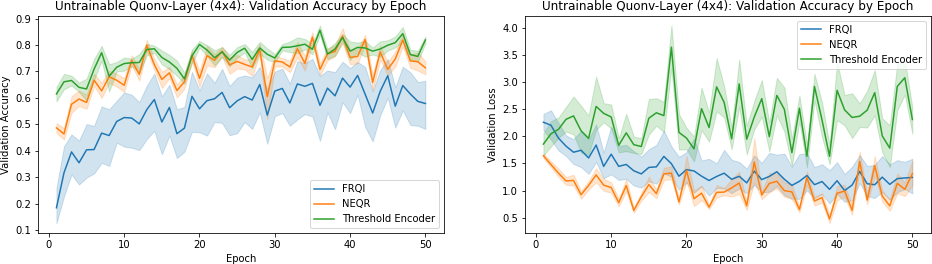 Untrainable Quonv-Layer (4x4): Validation Accuracy by Epoch
Validation Accuracy
0.9
0.8
0.7
0.6
0.5
0.4
0.3
0.2
0.1
0
10
20
30
40
50
Epoch
FRQI
NEQR
Threshold Encoder
Untrainable Quonv-Layer (4x4): Validation Accuracy by Epoch
Validation Loss
4.0
3.5
3.0
2.5
2.0
1.5
1.0
0.5
0
10
20
30
40
50
Epoch
FRQI
NEQR
Threshold Encoder